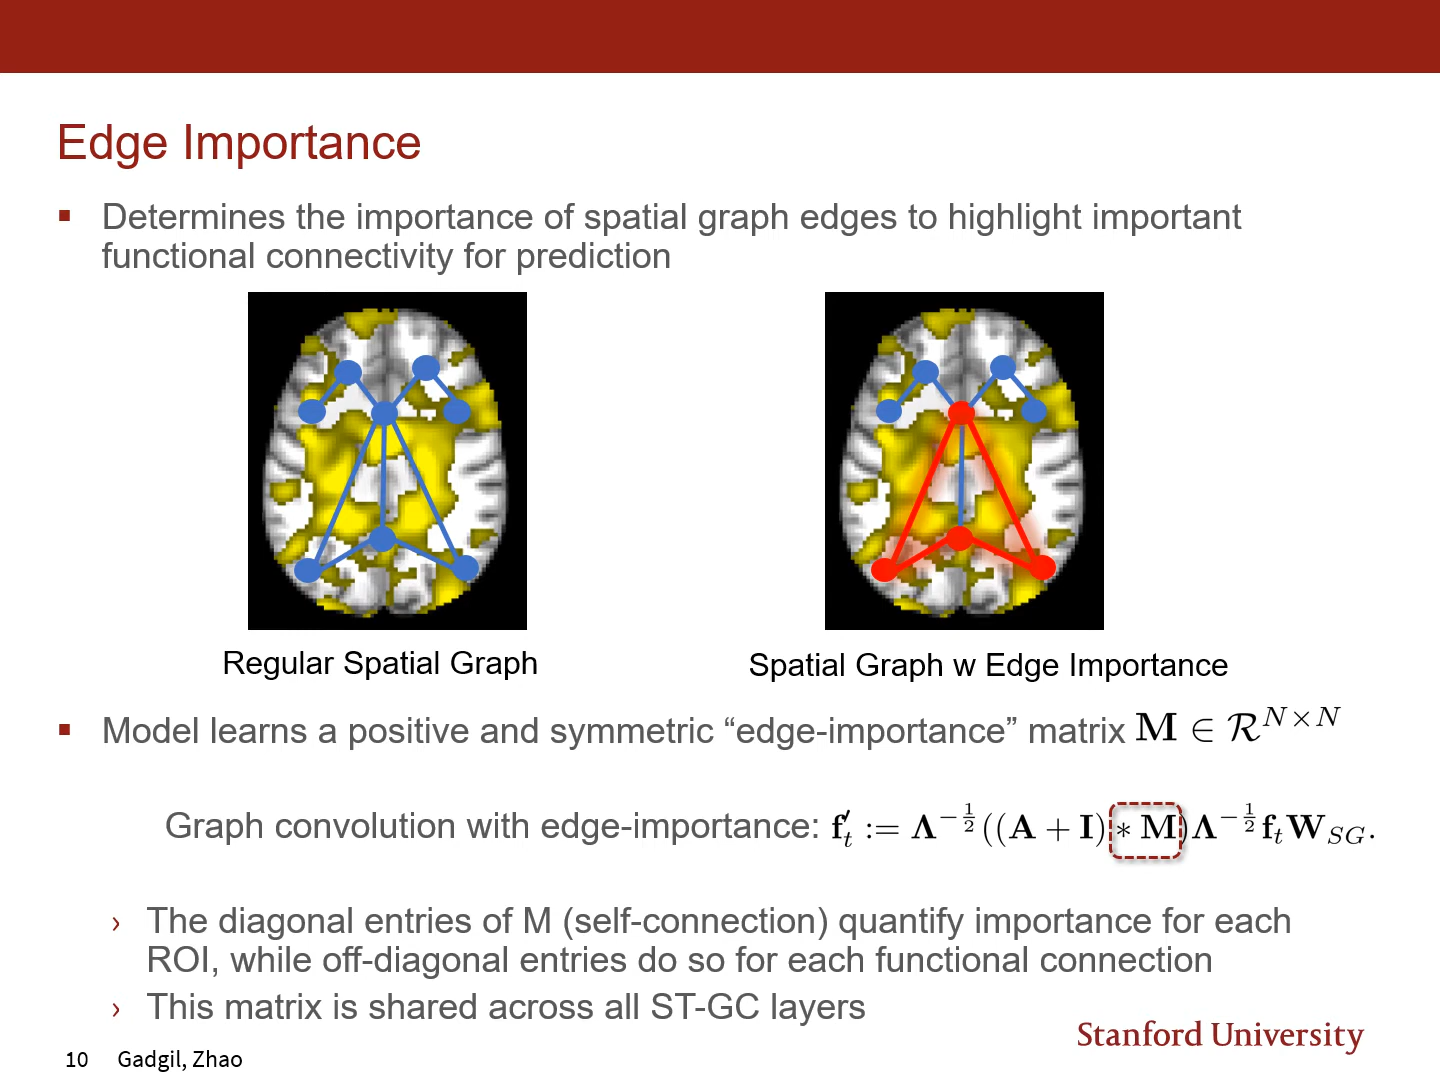 Edge Importance
▪ Determines the importance of spatial graph edges to highlight important
functional connectivity for prediction
Regular Spatial Graph
Spatial Graph w Edge Importance
▪ Model learns a positive and symmetric “edge-importance” matrix M ∈ ℛ^{N×N}
Graph convolution with edge-importance: f′_t := Λ^{−1/2}((A + I) ∗ M)Λ^{−1/2}f_tW_{SG}.
› The diagonal entries of M (self-connection) quantify importance for each
ROI, while off-diagonal entries do so for each functional connection
› This matrix is shared across all ST-GC layers
Stanford University
10 Gadgil, Zhao